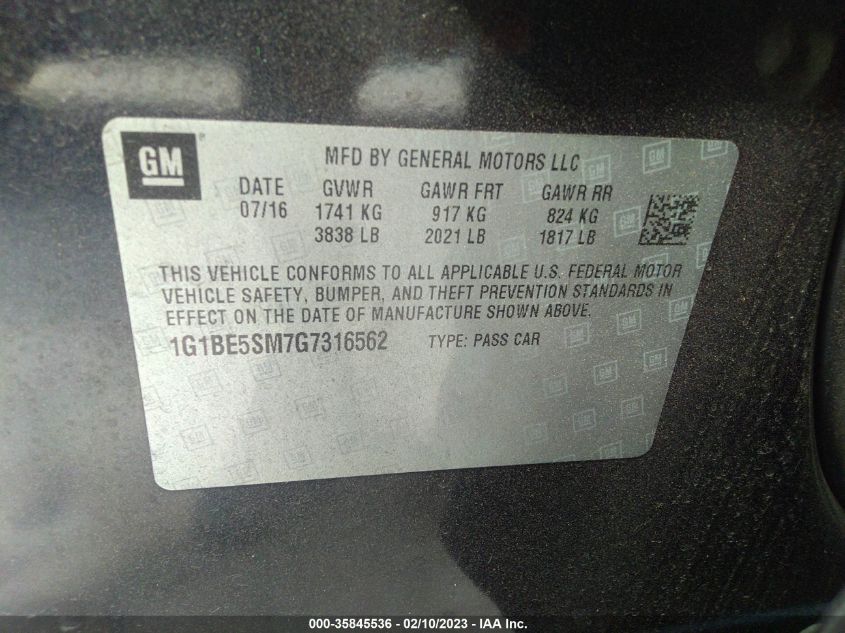 GM
MFD BY GENERAL MOTORS LLC
DATE GVWR GAWR FRT GAWR RR
07/16 1741 KG 917 KG 824 KG
3838 LB 2021 LB 1817 LB
THIS VEHICLE CONFORMS TO ALL APPLICABLE U.S. FEDERAL MOTOR
VEHICLE SAFETY, BUMPER, AND THEFT PREVENTION STANDARDS IN
EFFECT ON THE DATE OF MANUFACTURE SHOWN ABOVE.
1G1BE5SM7G7316562 TYPE: PASS CAR
000-35845536 — 02/10/2023 — IAA Inc.